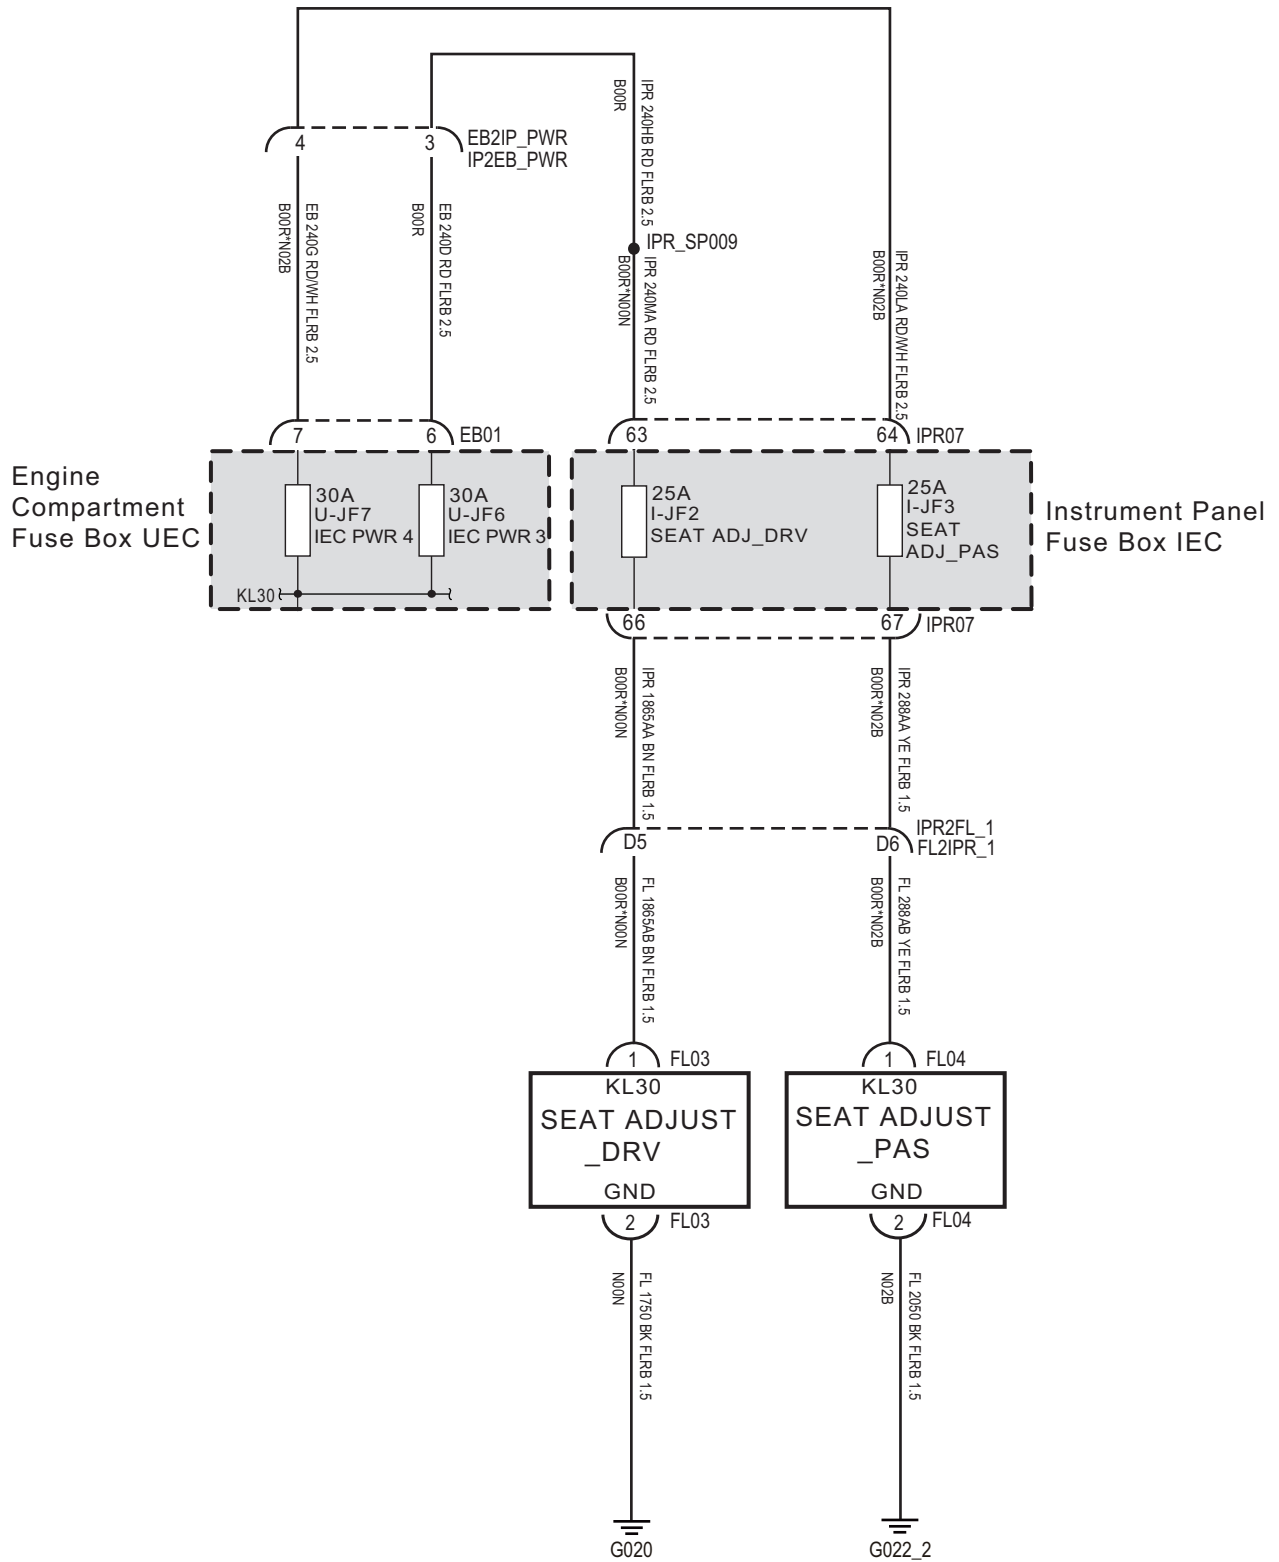 IPR 240HB RD FLRB 2.5
B00R
4
3
EB2IP_PWR
IP2EB_PWR
EB 240G RD/WH FLRB 2.5
B00R*N02B
EB 240D RD FLRB 2.5
B00R
IPR_SP009
IPR 240MA RD FLRB 2.5
B00R*N00N
IPR 240LA RD/WH FLRB 2.5
B00R*N02B
7
6
EB01
63
64
IPR07
Engine
Compartment
Fuse Box UEC
30A
U-JF7
IEC PWR 4
30A
U-JF6
IEC PWR 3
KL30
25A
I-JF2
SEAT ADJ_DRV
25A
I-JF3
SEAT
ADJ_PAS
Instrument Panel
Fuse Box IEC
66
67
IPR07
IPR 1865AA BN FLRB 1.5
B00R*N00N
IPR 288AA YE FLRB 1.5
B00R*N02B
D5
D6
IPR2FL_1
FL2IPR_1
FL 1865AB BN FLRB 1.5
B00R*N00N
FL 288AB YE FLRB 1.5
B00R*N02B
1
FL03
1
FL04
KL30
SEAT ADJUST
_DRV
GND
KL30
SEAT ADJUST
_PAS
GND
2
FL03
2
FL04
FL 1750 BK FLRB 1.5
N00N
FL 2050 BK FLRB 1.5
N02B
G020
G022_2